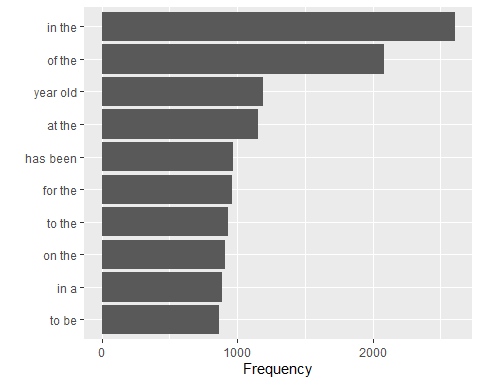 in the
of the
year old
at the
has been
for the
to the
on the
in a
to be
0 1000 2000
Frequency